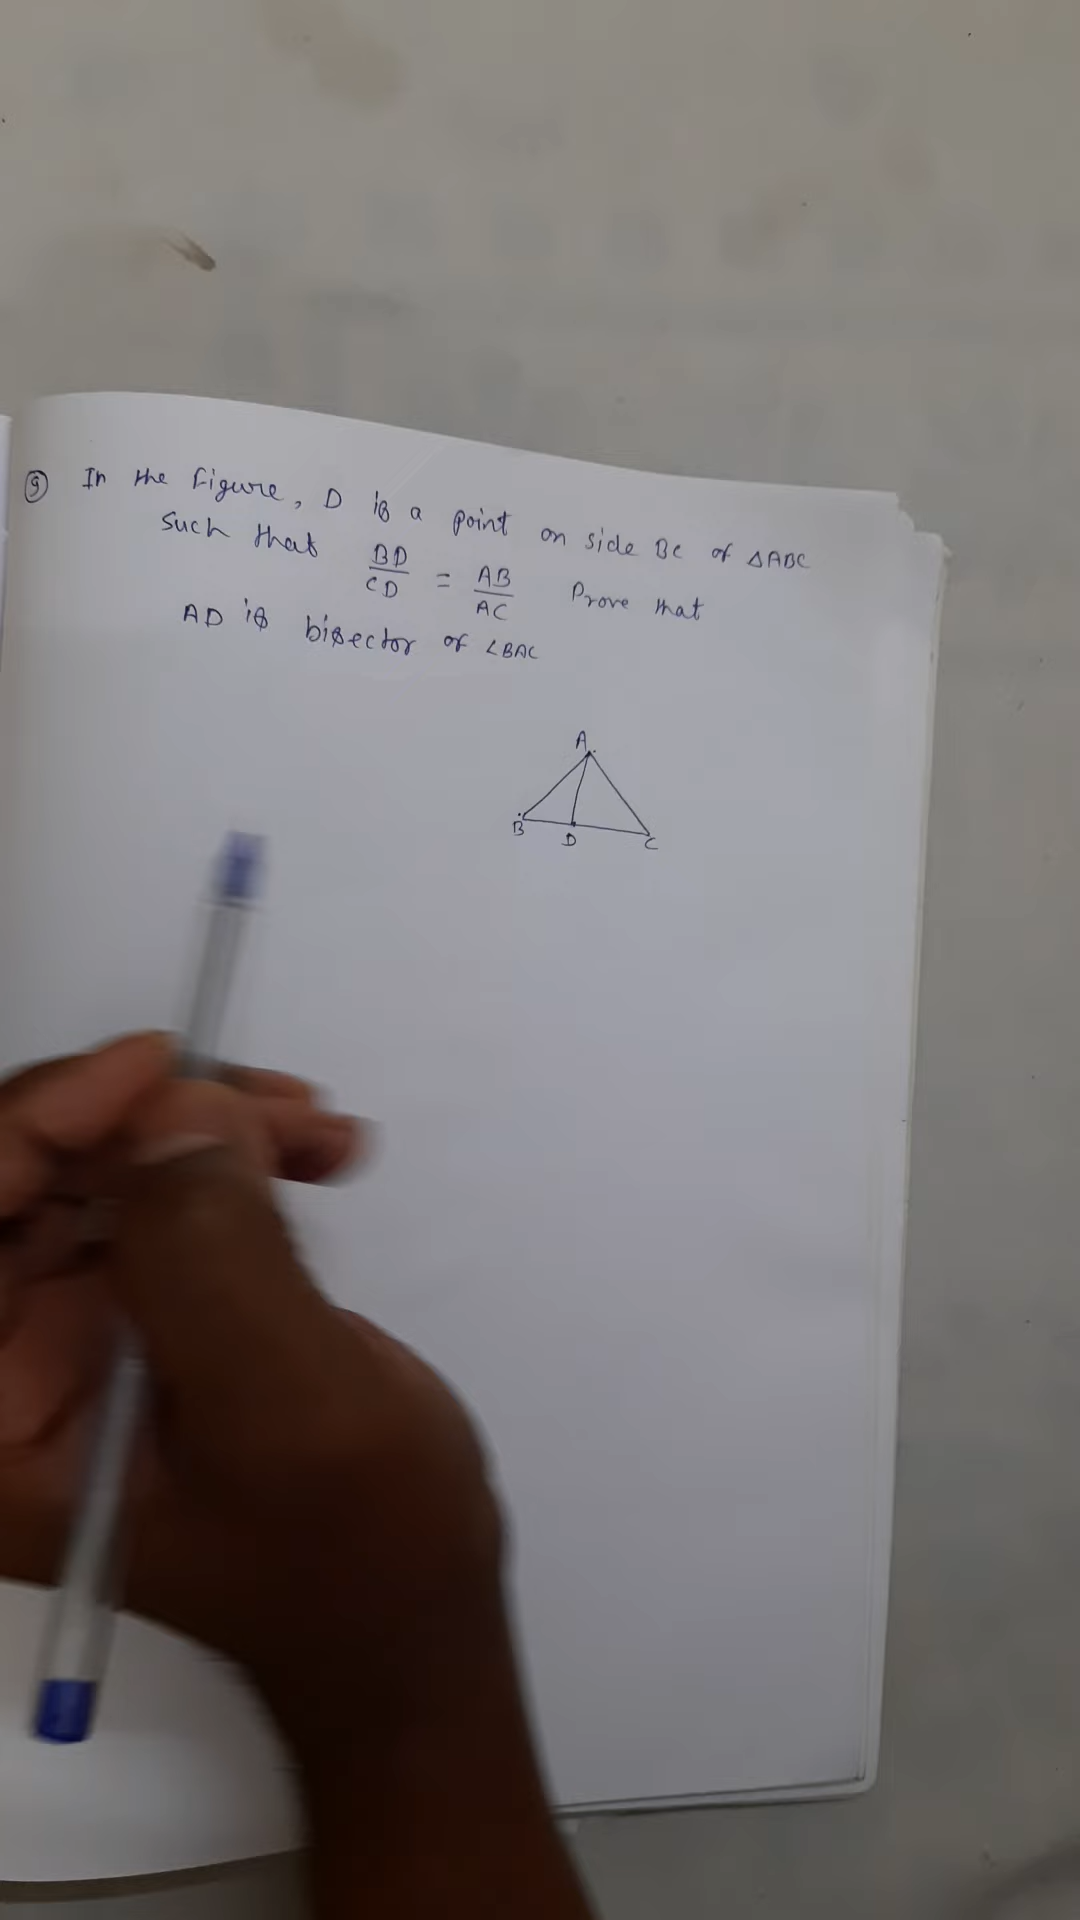 9 In the figure, D is a point on side BC of △ABC
such that BD/CD = AB/AC Prove that
AD is bisector of ∠BAC
A
B D C